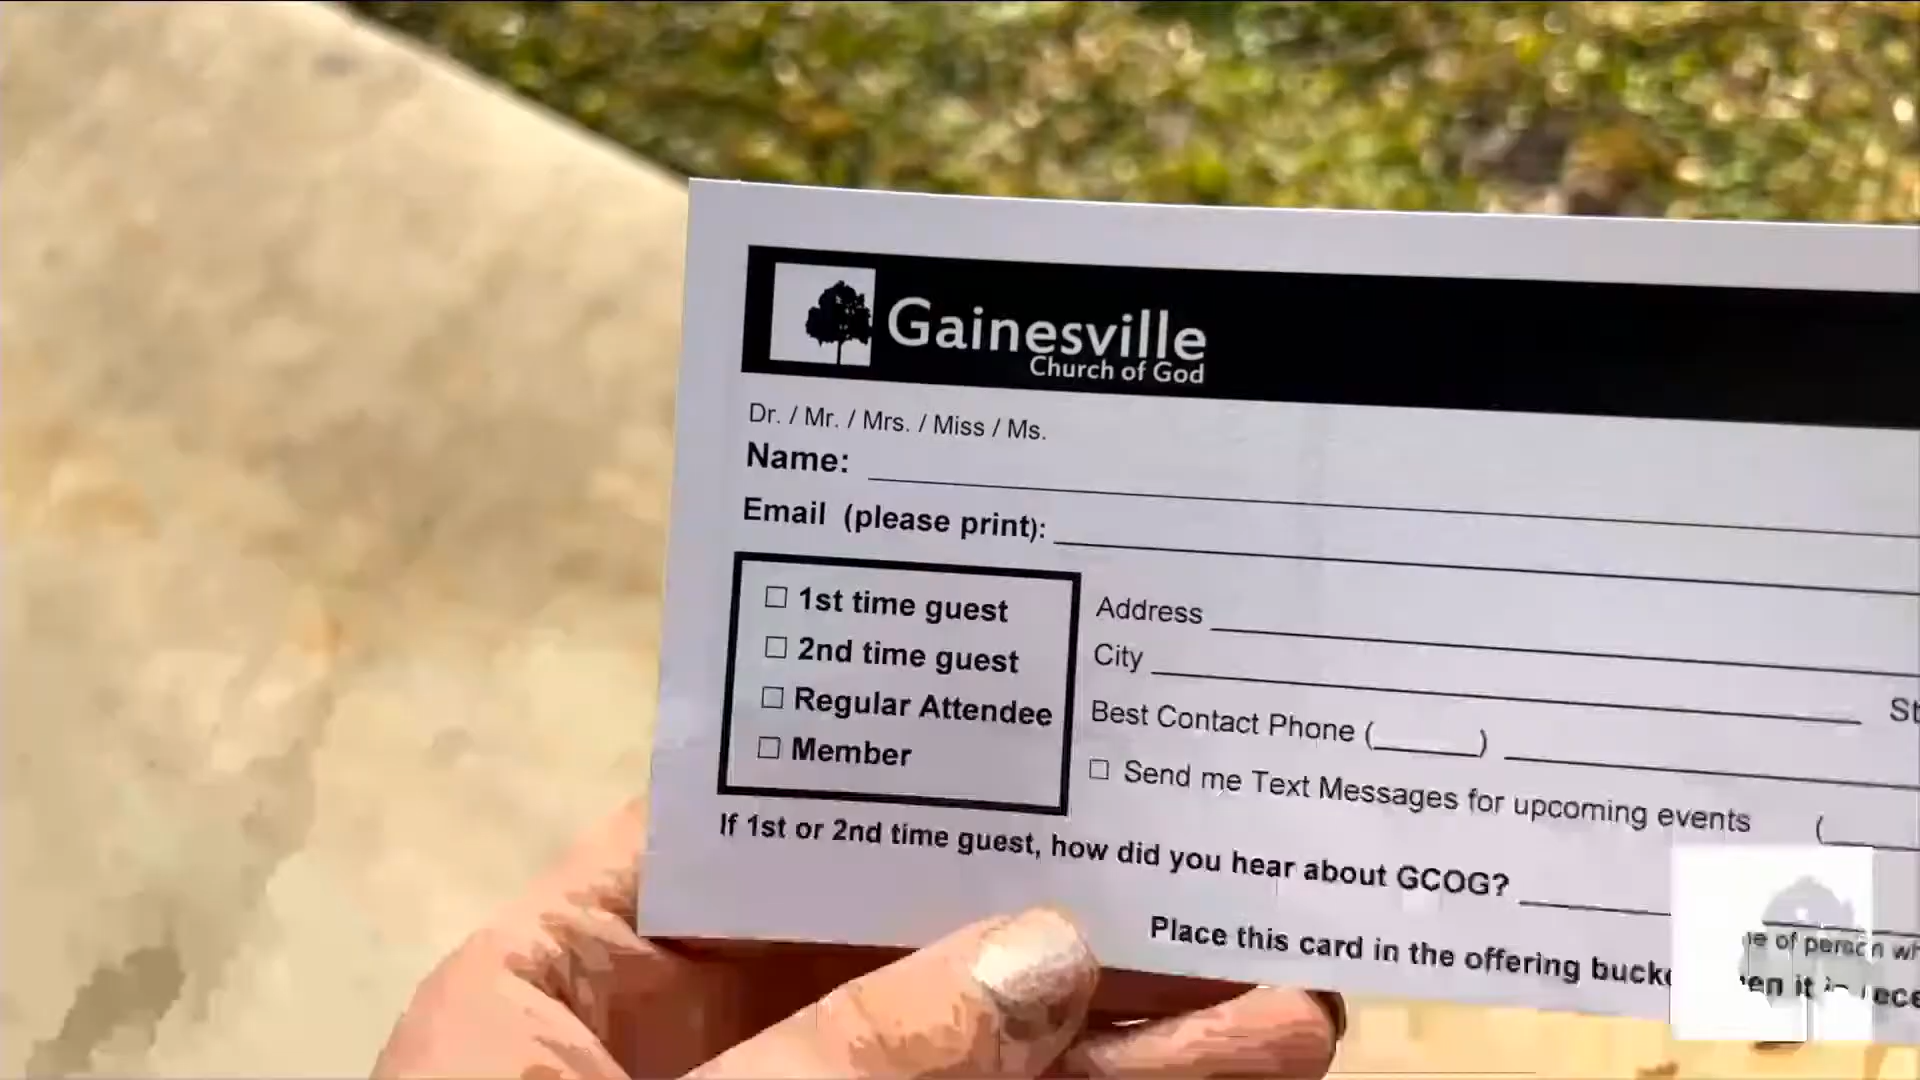 Gainesville
Church of God
Dr. / Mr. / Mrs. / Miss / Ms.
Name:
Email (please print):
☐ 1st time guest
☐ 2nd time guest
☐ Regular Attendee
☐ Member
Address
City
Best Contact Phone (            )
☐ Send me Text Messages for upcoming events (
If 1st or 2nd time guest, how did you hear about GCOG?
of person
Place this card in the offering